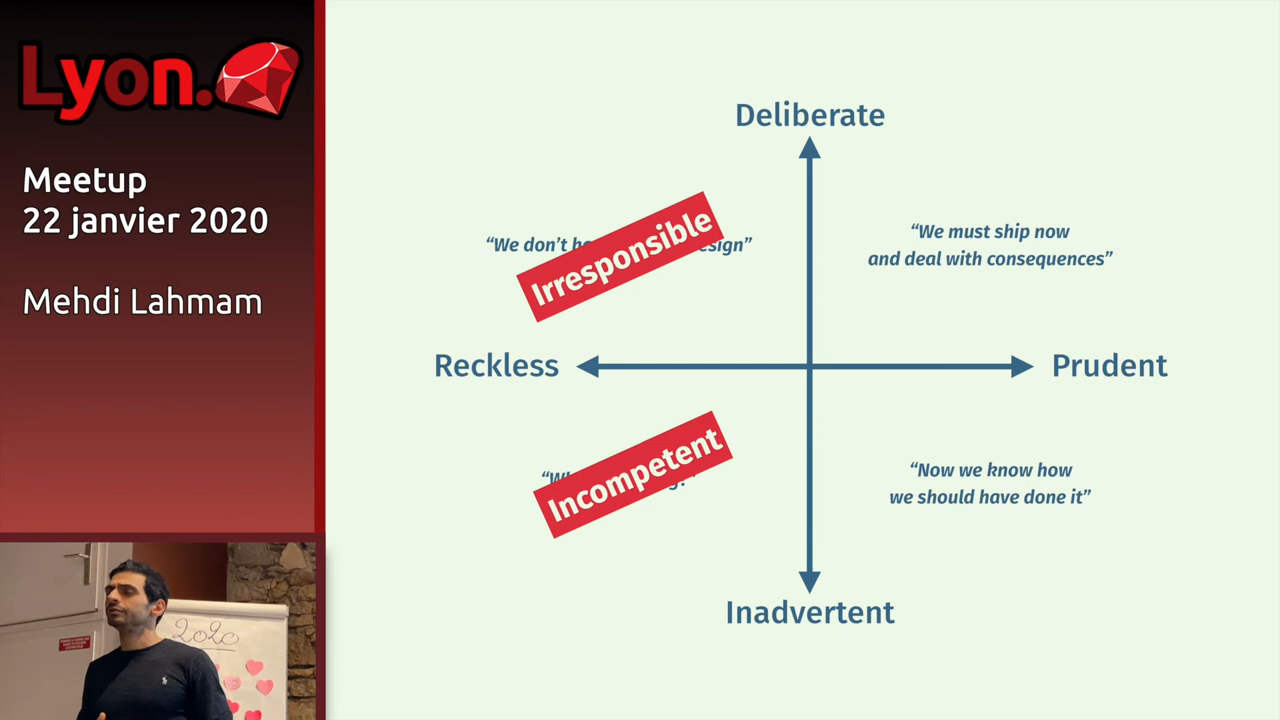 Lyon.
Meetup
22 janvier 2020
Mehdi Lahmam
Deliberate
“We don’t
esign”
Irresponsible
“We must ship now
and deal with consequences”
Reckless
Prudent
Incompetent
“Now we know how
we should have done it”
Inadvertent
2020